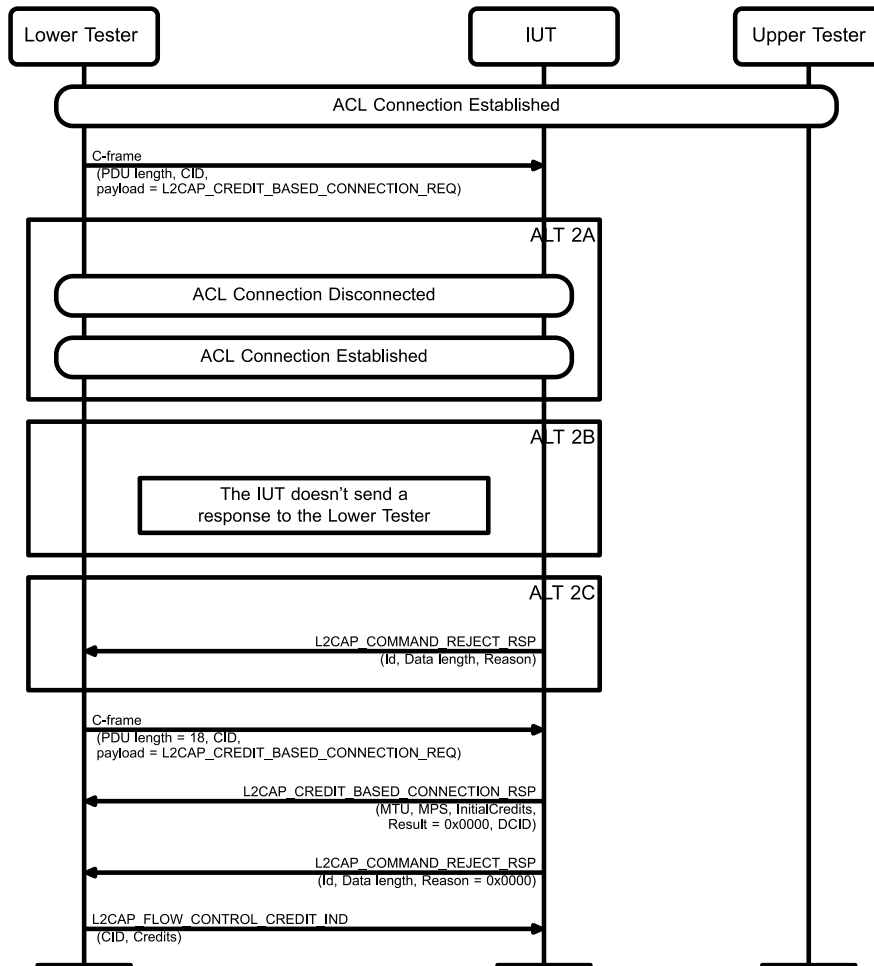 Lower Tester
IUT
Upper Tester
ACL Connection Established
C-frame
(PDU length, CID,
payload = L2CAP_CREDIT_BASED_CONNECTION_REQ)
ALT 2A
ACL Connection Disconnected
ACL Connection Established
ALT 2B
The IUT doesn't send a
response to the Lower Tester
ALT 2C
L2CAP_COMMAND_REJECT_RSP
(Id, Data length, Reason)
C-frame
(PDU length = 18, CID,
payload = L2CAP_CREDIT_BASED_CONNECTION_REQ)
L2CAP_CREDIT_BASED_CONNECTION_RSP
(MTU, MPS, InitialCredits,
Result = 0x0000, DCID)
L2CAP_COMMAND_REJECT_RSP
(Id, Data length, Reason = 0x0000)
L2CAP_FLOW_CONTROL_CREDIT_IND
(CID, Credits)